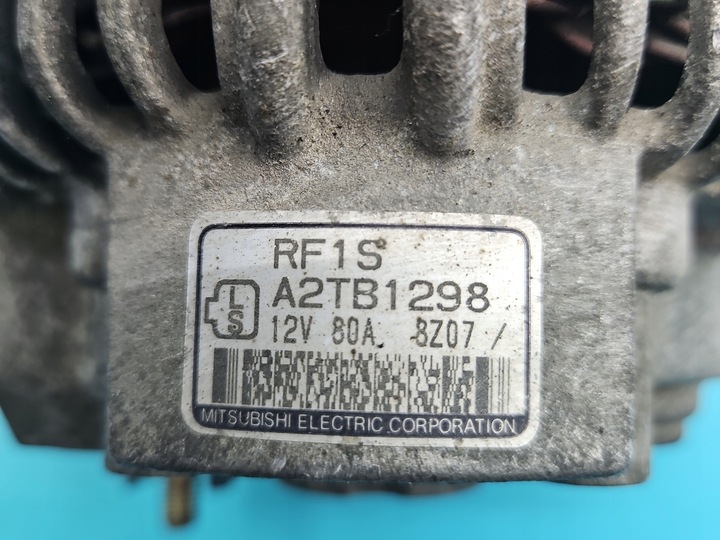 RF1S
L
S
A2TB1298
12V 80A 8Z07 /
MITSUBISHI ELECTRIC CORPORATION